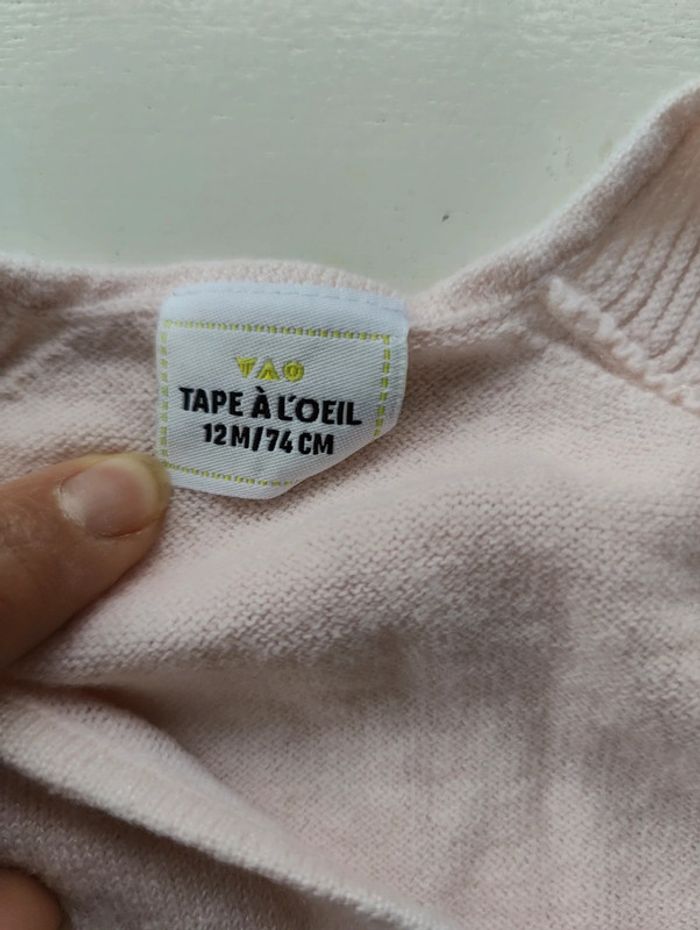 TAO
TAPE À L'OEIL
12M/74CM